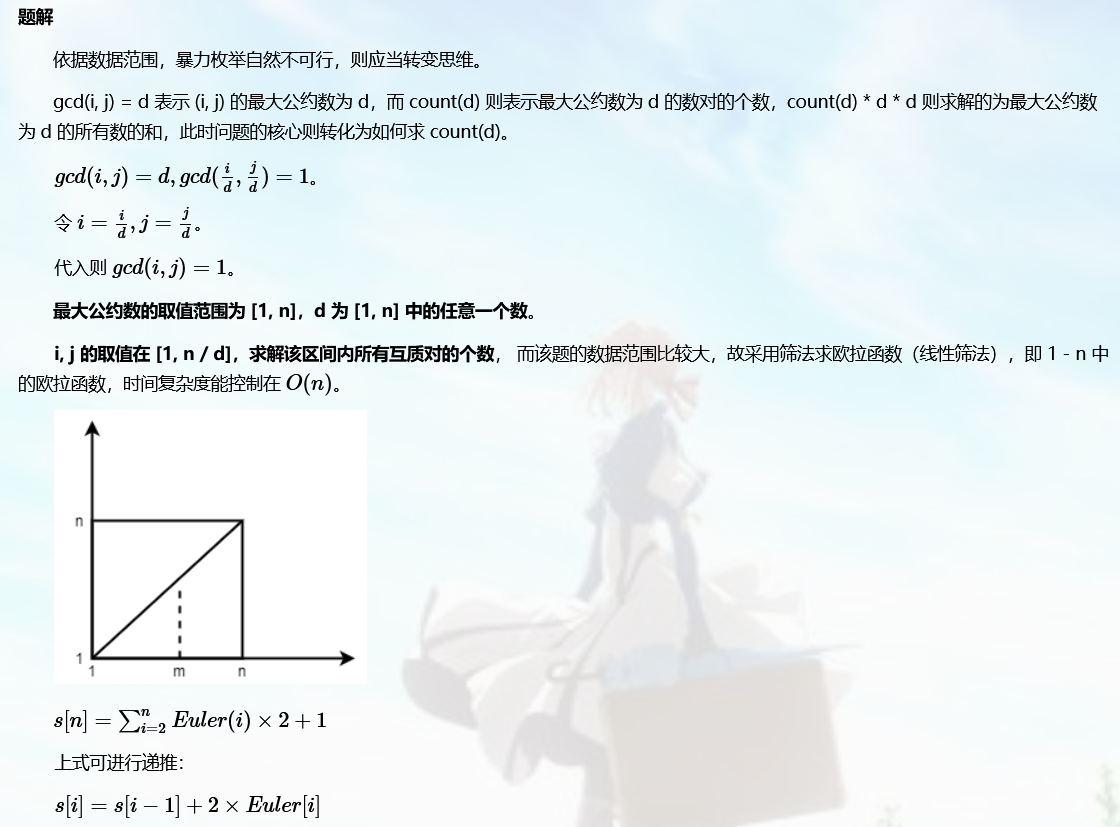 题解
依据数据范围，暴力枚举自然不可行，则应当转变思维。
gcd(i, j) = d 表示 (i, j) 的最大公约数为 d，而 count(d) 则表示最大公约数为 d 的数对的个数，count(d) * d * d 则求解的为最大公约数
为 d 的所有数的和，此时问题的核心则转化为如何求 count(d)。
$gcd(i, j) = d, gcd(\frac{i}{d}, \frac{j}{d}) = 1$。
令 $i = \frac{i}{d}, j = \frac{j}{d}$。
代入则 $gcd(i, j) = 1$。
最大公约数的取值范围为 [1, n]，d 为 [1, n] 中的任意一个数。
i, j 的取值在 [1, n / d]，求解该区间内所有互质对的个数， 而该题的数据范围比较大，故采用筛法求欧拉函数（线性筛法），即 1 - n 中
的欧拉函数，时间复杂度能控制在 $O(n)$。
n
1
1 m n
$s[n] = \sum_{i=2}^{n} Euler(i) \times 2 + 1$
上式可进行递推：
$s[i] = s[i-1] + 2 \times Euler[i]$